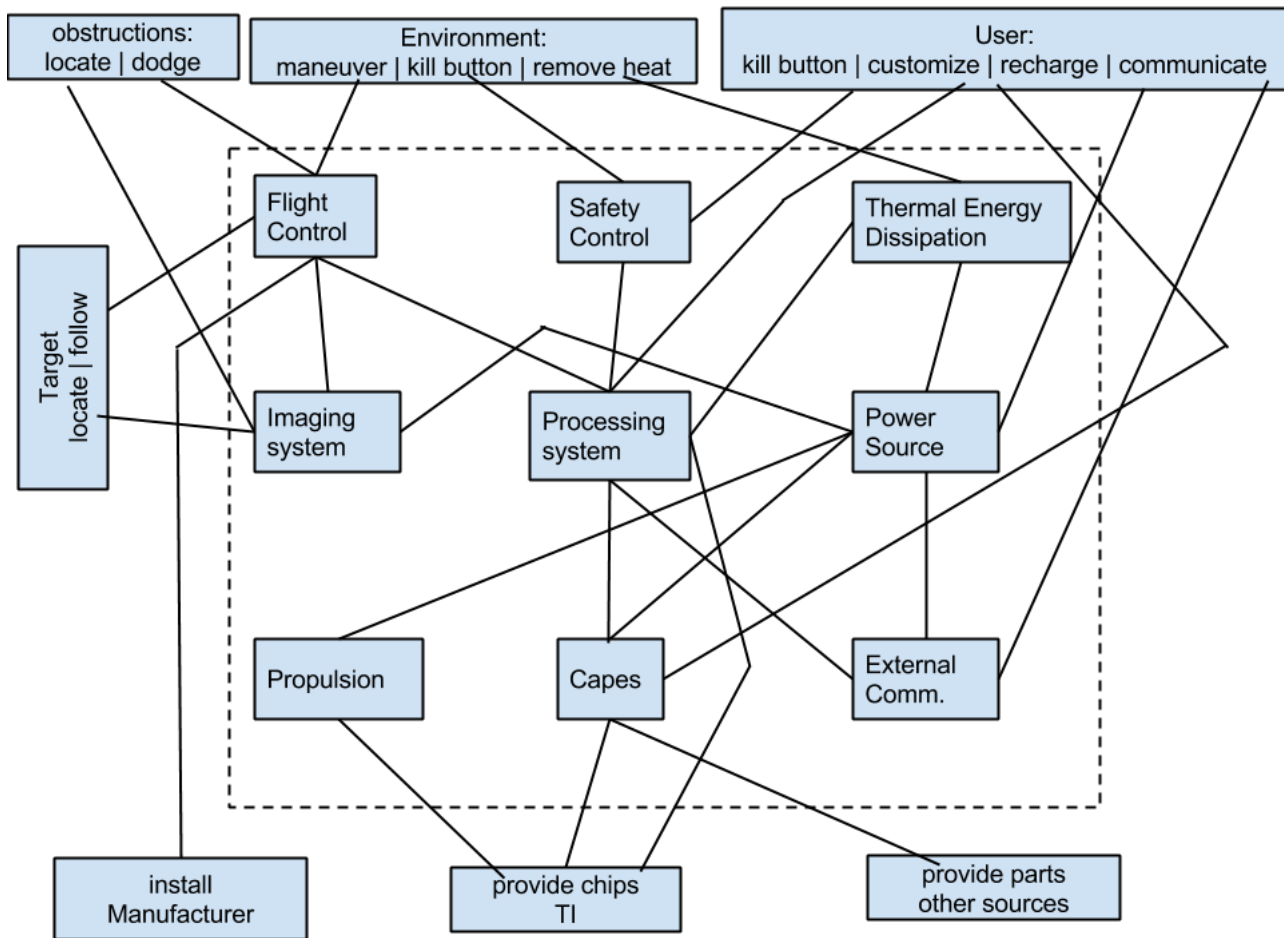 obstructions:
locate | dodge
Environment:
maneuver | kill button | remove heat
User:
kill button | customize | recharge | communicate
Flight
Control
Safety
Control
Thermal Energy
Dissipation
Target
locate | follow
Imaging
system
Processing
system
Power
Source
Propulsion
Capes
External
Comm.
install
Manufacturer
provide chips
TI
provide parts
other sources